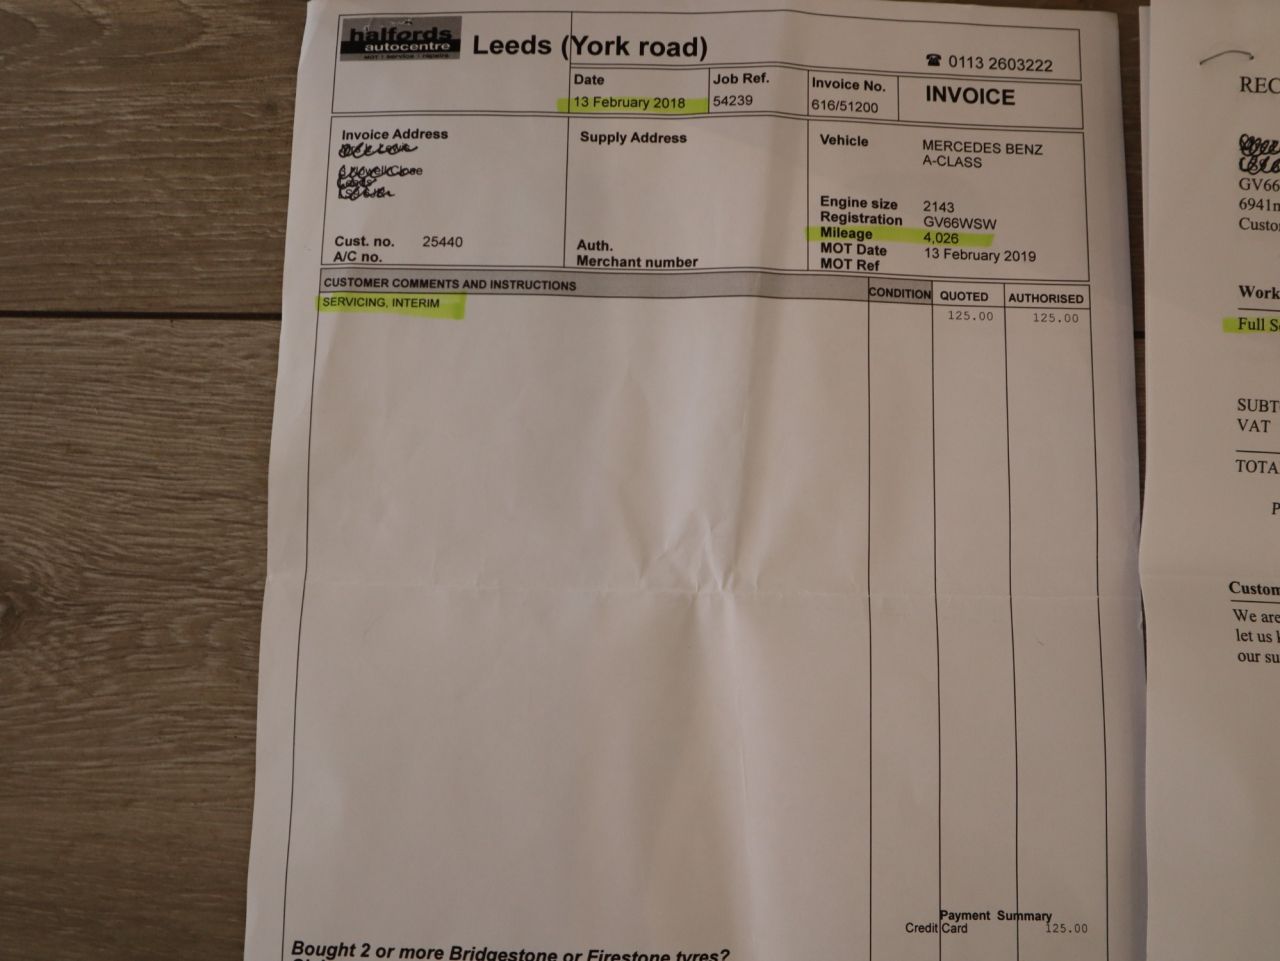 halfords
autocentre
MOT | service | repairs
Leeds (York road)
0113 2603222
Date
13 February 2018
Job Ref.
54239
Invoice No.
616/51200
INVOICE
Invoice Address
Close
Cust. no. 25440
A/C no.
Supply Address
Auth.
Merchant number
Vehicle MERCEDES BENZ
A-CLASS
Engine size 2143
Registration GV66WSW
Mileage 4,026
MOT Date 13 February 2019
MOT Ref
CUSTOMER COMMENTS AND INSTRUCTIONS CONDITION QUOTED AUTHORISED
SERVICING, INTERIM 125.00 125.00
Payment Summary
Credit Card 125.00
Bought 2 or more Bridgestone or Firestone tyres?
REC
GV66
6941m
Custo
Work
Full S
SUBT
VAT
TOTA
P
Custom
We are
let us
our su